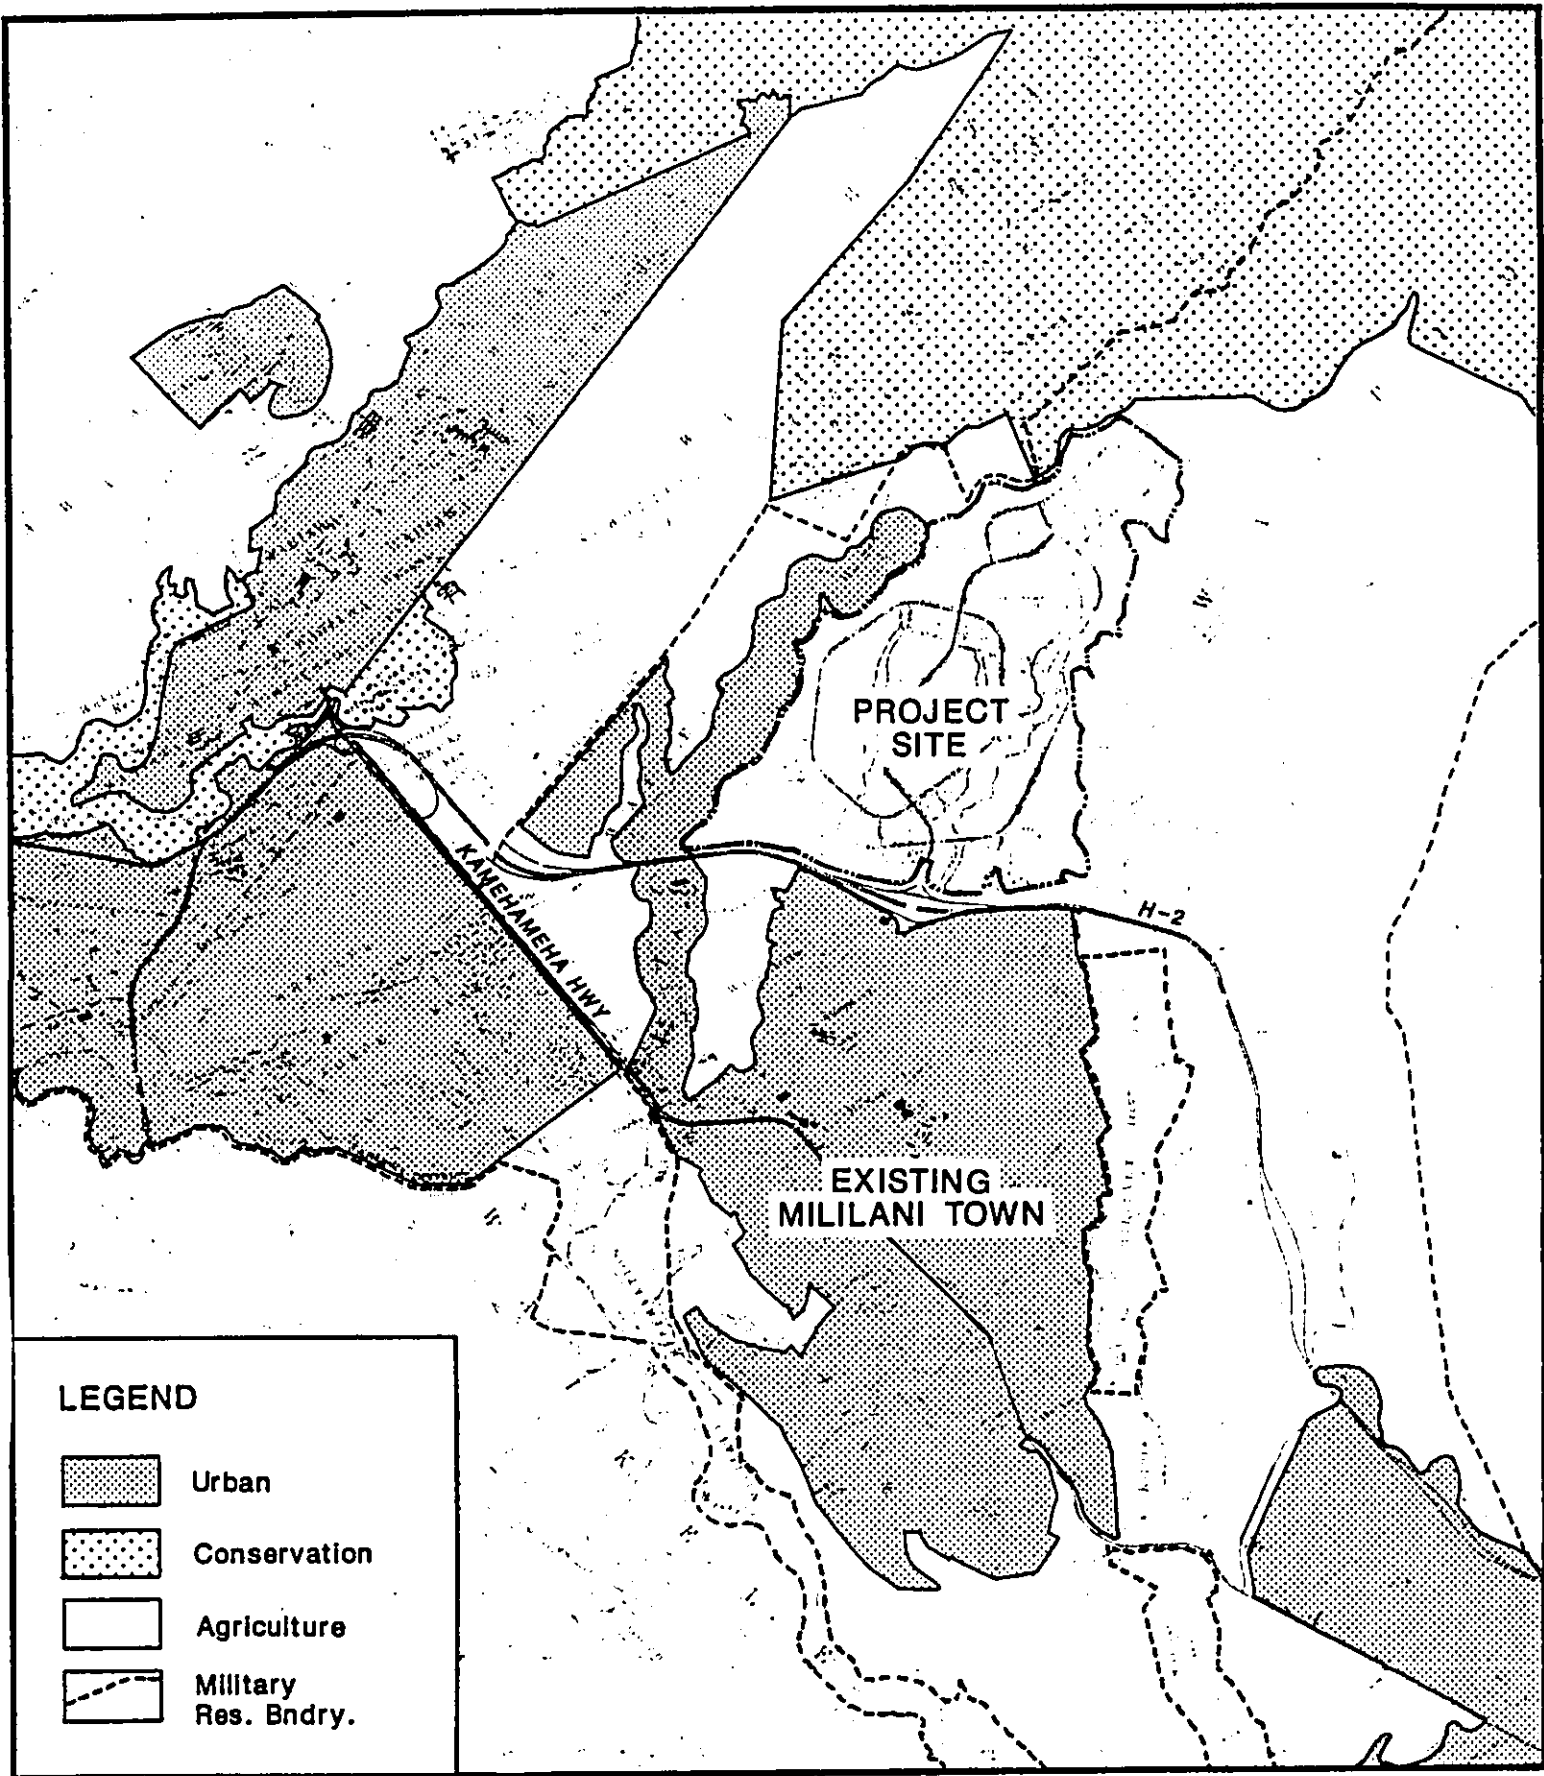 PROJECT
SITE
KAMEHAMEHA HWY
H-2
EXISTING
MILILANI TOWN
LEGEND
Urban
Conservation
Agriculture
Military
Res. Bndry.